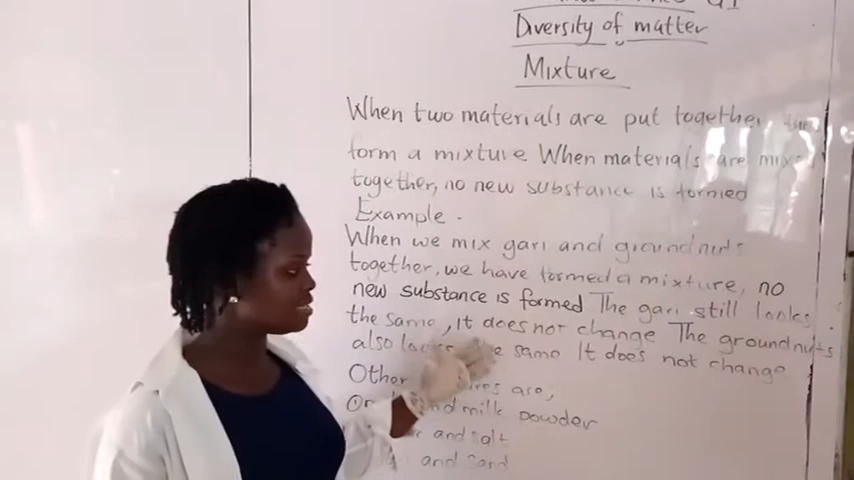 Diversity of matter
Mixture
When two materials are put together
form a mixture When materials are mix
together, no new substance is formed
Example -
When we mix gari and groundnuts
together, we have formed a mixture, no
new substance is formed The gari still looks
the same, it does not change The groundnuts
also same It does not change
Other are,
and milk powder
and salt
and sand